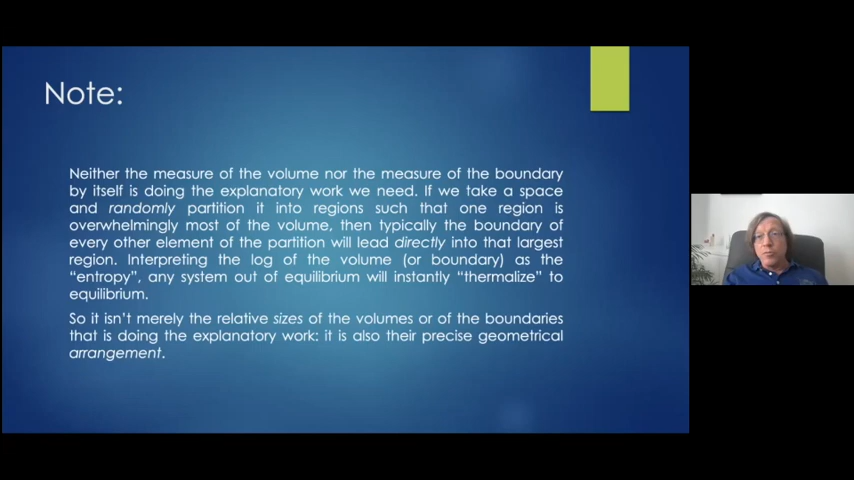 Note:
Neither the measure of the volume nor the measure of the boundary
by itself is doing the explanatory work we need. If we take a space
and randomly partition it into regions such that one region is
overwhelmingly most of the volume, then typically the boundary of
every other element of the partition will lead directly into that largest
region. Interpreting the log of the volume (or boundary) as the
“entropy”, any system out of equilibrium will instantly “thermalize” to
equilibrium.
So it isn’t merely the relative sizes of the volumes or of the boundaries
that is doing the explanatory work: it is also their precise geometrical
arrangement.